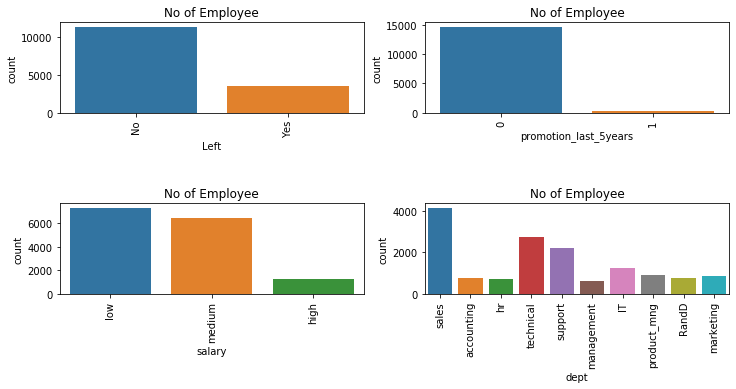 No of Employee
10000
5000
0
count
No
Yes
Left
No of Employee
15000
10000
5000
0
count
0
1
promotion_last_5years
No of Employee
6000
4000
2000
0
count
low
medium
high
salary
No of Employee
4000
2000
0
count
sales
accounting
hr
technical
support
management
IT
product_mng
RandD
marketing
dept